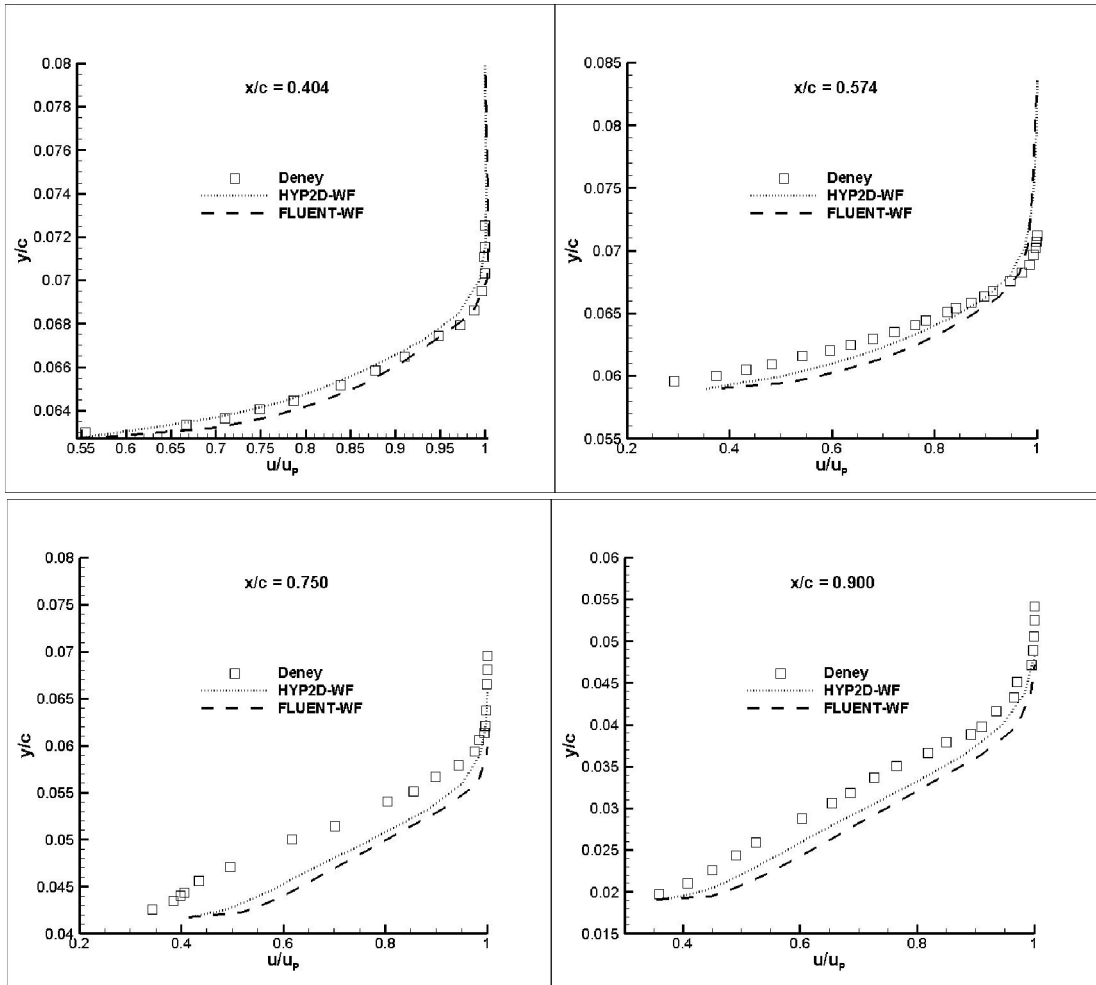 x/c = 0.404
Deney
HYP2D-WF
FLUENT-WF
y/c
0.08
0.078
0.076
0.074
0.072
0.07
0.068
0.066
0.064
0.55
0.6
0.65
0.7
0.75
0.8
0.85
0.9
0.95
1
u/uP
x/c = 0.574
Deney
HYP2D-WF
FLUENT-WF
y/c
0.085
0.08
0.075
0.07
0.065
0.06
0.055
0.2
0.4
0.6
0.8
1
u/uP
x/c = 0.750
Deney
HYP2D-WF
FLUENT-WF
y/c
0.08
0.075
0.07
0.065
0.06
0.055
0.05
0.045
0.04
0.2
0.4
0.6
0.8
1
u/uP
x/c = 0.900
Deney
HYP2D-WF
FLUENT-WF
y/c
0.06
0.055
0.05
0.045
0.04
0.035
0.03
0.025
0.02
0.015
0.4
0.6
0.8
1
u/uP